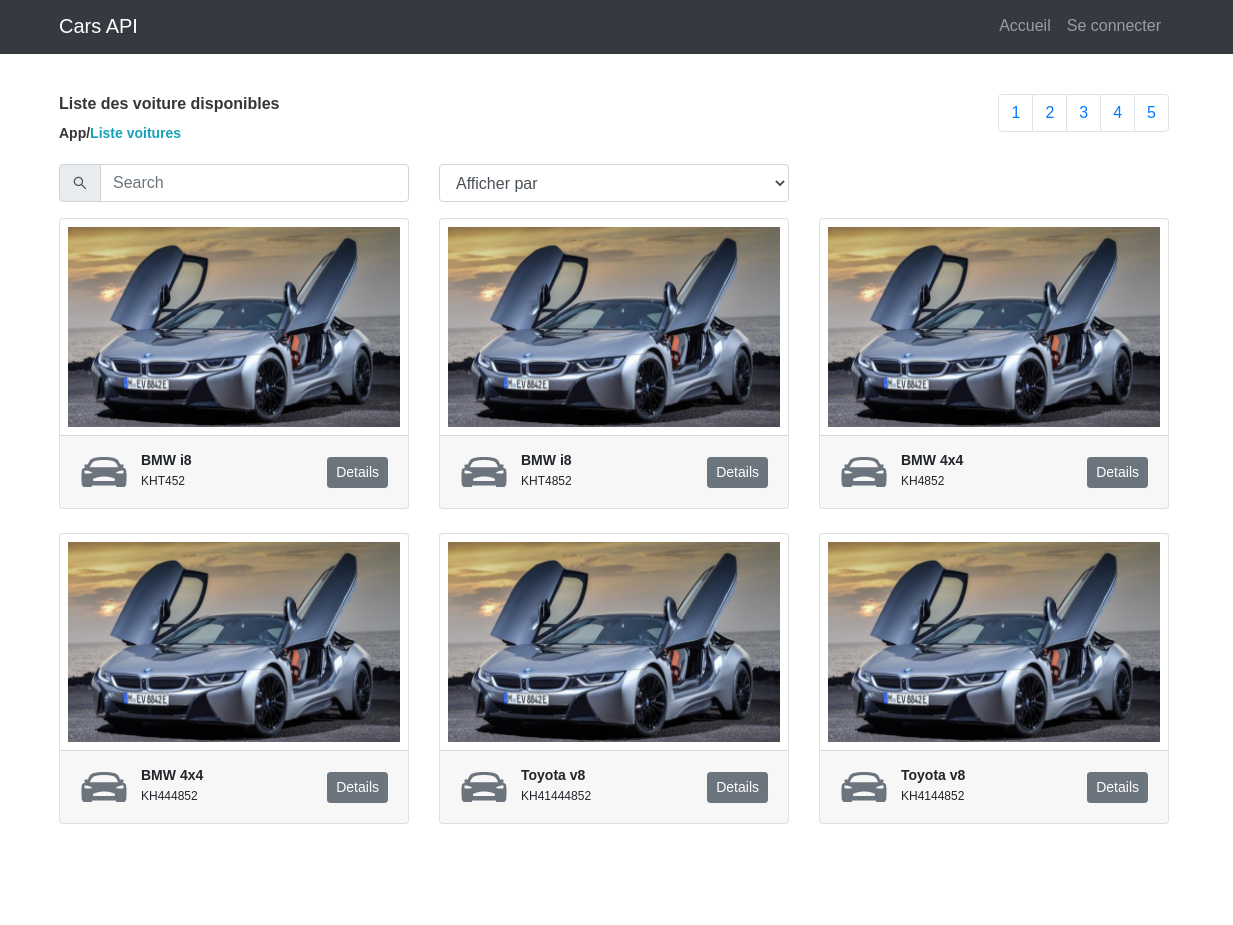 Cars API
Accueil Se connecter
Liste des voiture disponibles
1 2 3 4 5
App/Liste voitures
Search
Afficher par
M EV 8842E
M EV 8842E
M EV 8842E
BMW i8
KHT452
Details
BMW i8
KHT4852
Details
BMW 4x4
KH4852
Details
M EV 8842E
M EV 8842E
M EV 8842E
BMW 4x4
KH444852
Details
Toyota v8
KH41444852
Details
Toyota v8
KH4144852
Details